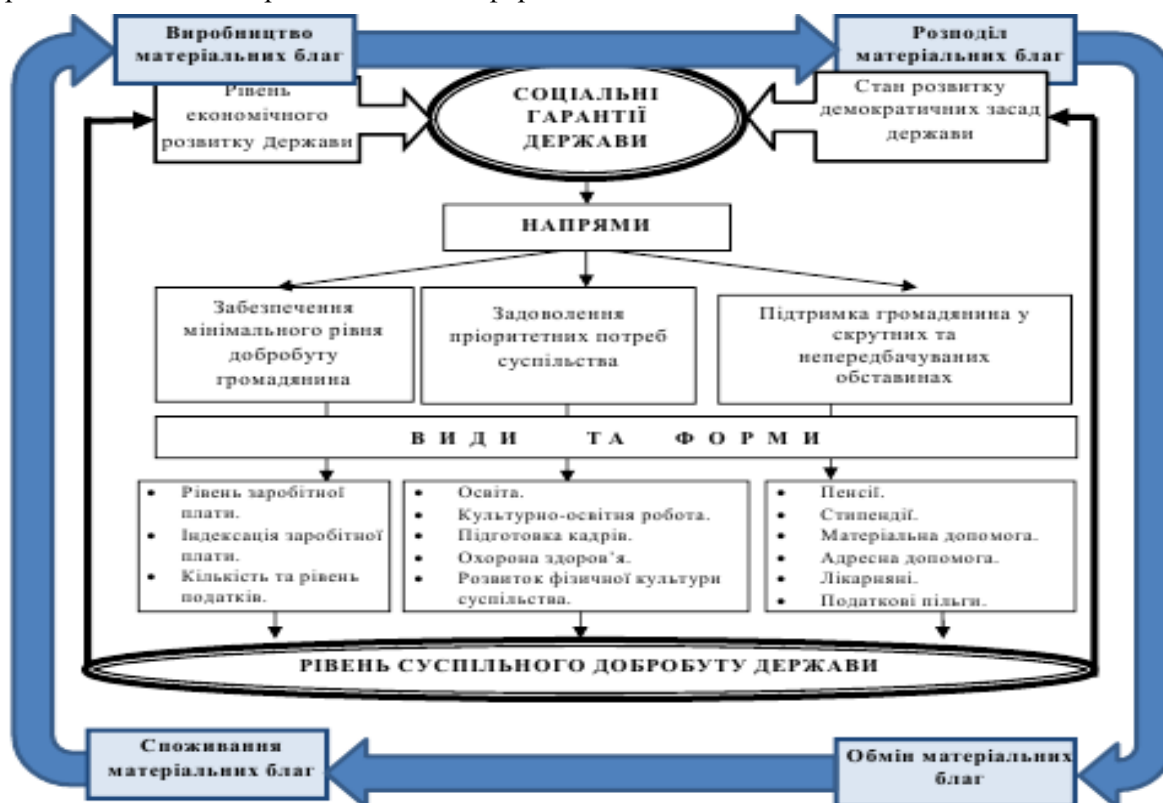 Виробництво
матеріальних благ
Розподіл
матеріальних благ
Рівень
економічного
розвитку Держави
СОЦІАЛЬНІ
ГАРАНТІЇ
ДЕРЖАВИ
Стан розвитку
демократичних засад
держави
НАПРЯМИ
Забезпечення
мінімального рівня
добробуту
громадянина
Задоволення
пріоритетних потреб
суспільства
Підтримка громадянина у
скрутних та
непередбачуваних
обставинах
ВИДИ ТА ФОРМИ
• Рівень заробітної
плати.
• Індексація заробітної
плати.
• Кількість та рівень
податків.
• Освіта.
• Культурно-освітня робота.
• Підготовка кадрів.
• Охорона здоров’я.
• Розвиток фізичної культури
суспільства.
• Пенсії.
• Стипендії.
• Матеріальна допомога.
• Адресна допомога.
• Лікарняні.
• Податкові пільги.
РІВЕНЬ СУСПІЛЬНОГО ДОБРОБУТУ ДЕРЖАВИ
Споживання
матеріальних благ
Обмін матеріальних
благ